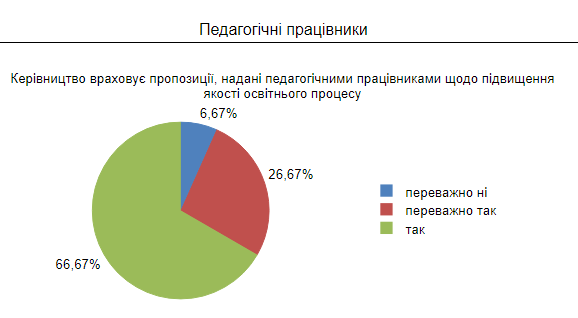 Педагогічні працівники
Керівництво враховує пропозиції, надані педагогічними працівниками щодо підвищення
якості освітнього процесу
6,67%
26,67%
66,67%
переважно ні
переважно так
так